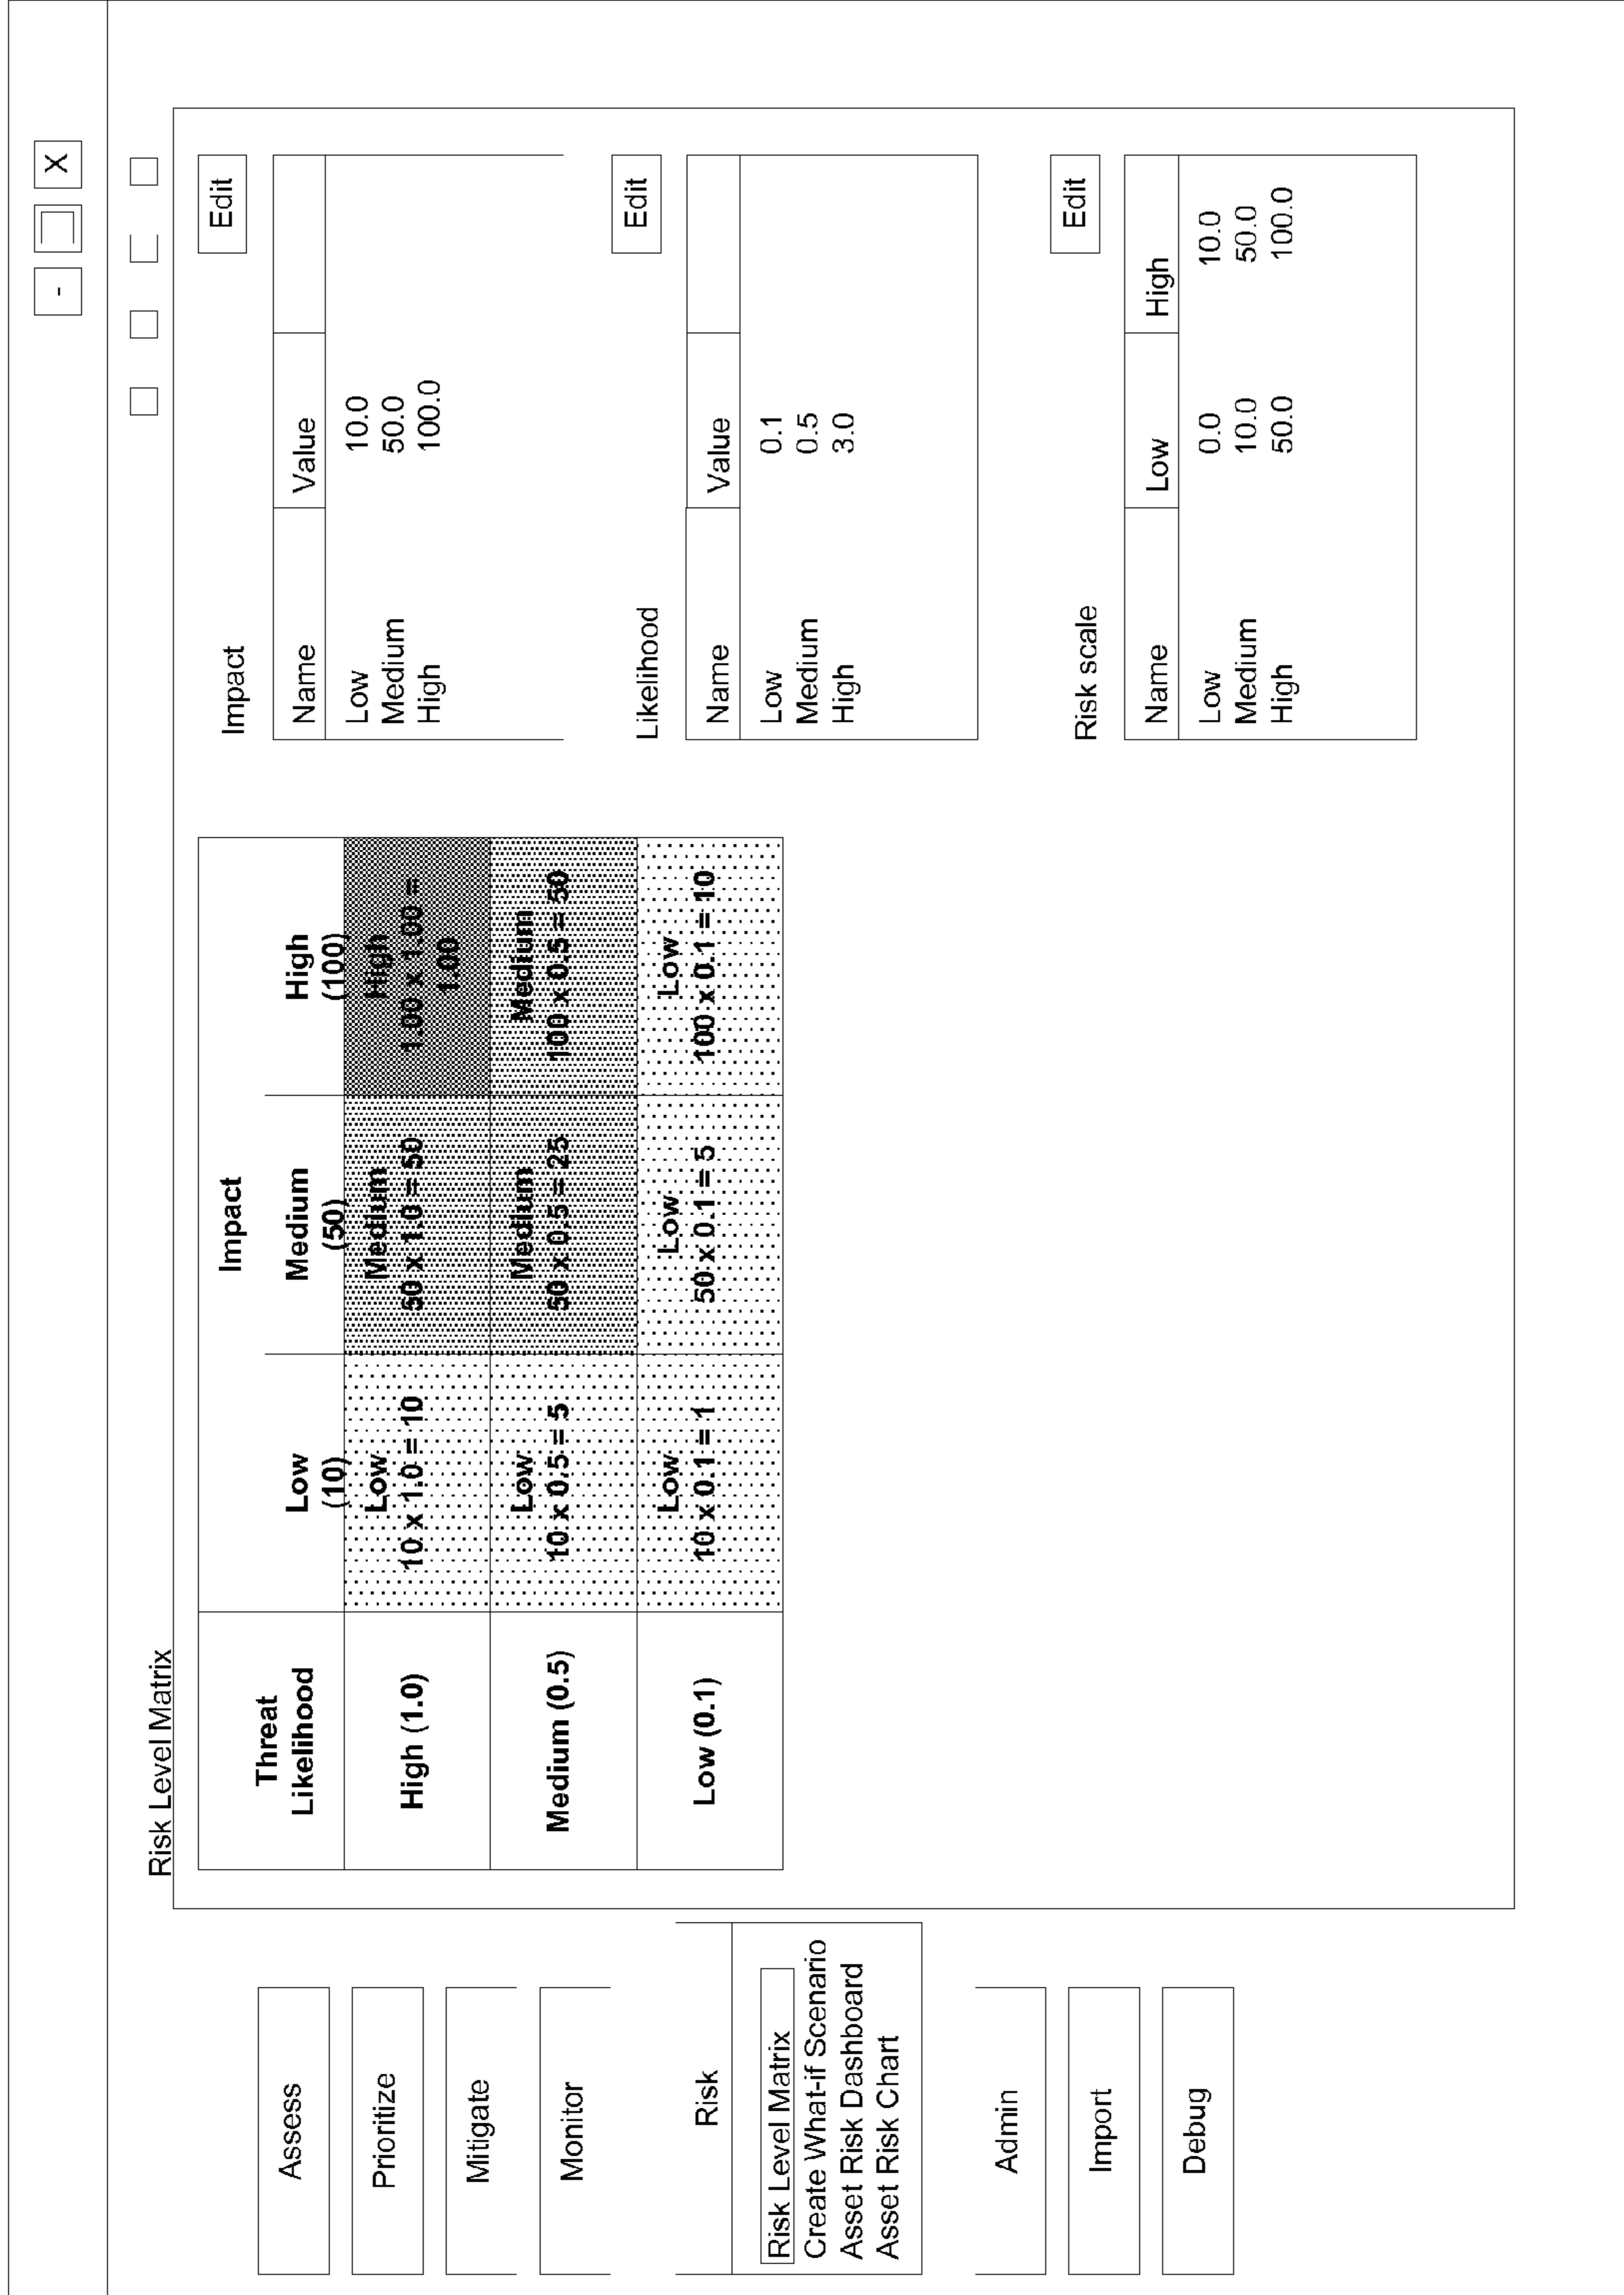 - X
Assess
Prioritize
Mitigate
Monitor
Risk
Risk Level Matrix
Create What-if Scenario
Asset Risk Dashboard
Asset Risk Chart
Admin
Import
Debug
Risk Level Matrix
Threat
Likelihood
Impact
Low
(10)
Medium
(50)
High
(100)
High (1.0)
Low
10 x 1.0 = 10
Medium
50 x 1.0 = 50
High
1.00 x 1.00 =
1.00
Medium (0.5)
Low
10 x 0.5 = 5
Medium
50 x 0.5 = 25
Medium
100 x 0.5 = 50
Low (0.1)
Low
10 x 0.1 = 1
Low
50 x 0.1 = 5
Low
100 x 0.1 = 10
Impact
Edit
Name Value
Low 10.0
Medium 50.0
High 100.0
Likelihood
Edit
Name Value
Low 0.1
Medium 0.5
High 3.0
Risk scale
Edit
Name Low High
Low 0.0 10.0
Medium 10.0 50.0
High 50.0 100.0